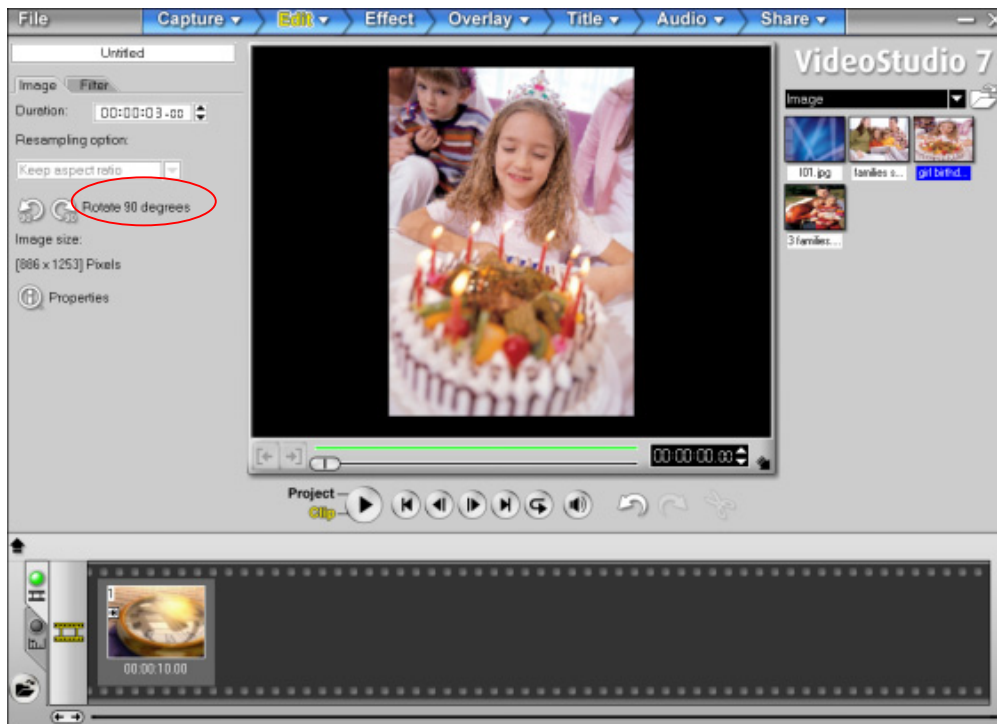 File Capture Edit Effect Overlay Title Audio Share
Untitled
Image Filter
Duration: 00:00:03.00
Resampling option:
Keep aspect ratio
Rotate 90 degrees
Image size:
[886 x 1253] Pixels
Properties
VideoStudio 7
Image
I01.jpg families s... girl birthd...
3 families...
00:00:00.00
Project
Clip
1
00:00:10.00